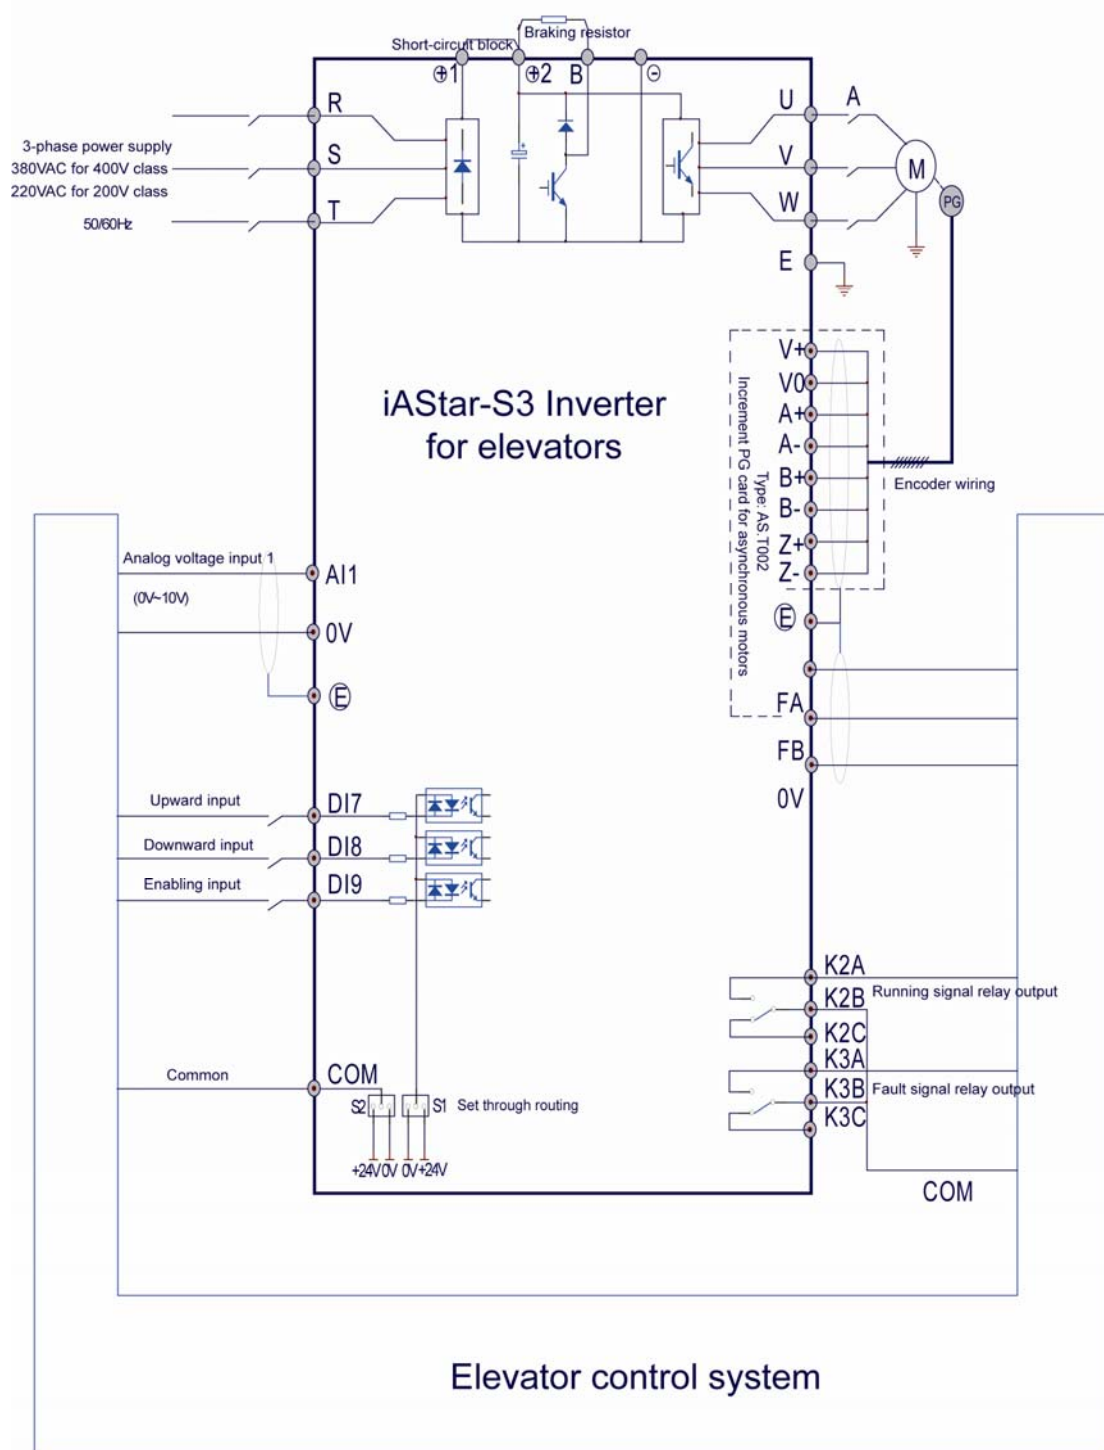 Braking resistor
Short-circuit block
⊕1
⊕2
B
⊖
R
3-phase power supply
S
380VAC for 400V class
220VAC for 200V class
T
50/60Hz
U
A
V
M
W
PG
E
iAStar-S3 Inverter
for elevators
V+
V0
A+
A-
B+
B-
Z+
Z-
Increment PG card for asynchronous motors
Type: AS.T002
Encoder wiring
Ⓔ
FA
FB
0V
Analog voltage input 1
AI1
(0V~10V)
0V
Ⓔ
Upward input
DI7
Downward input
DI8
Enabling input
DI9
K2A
K2B
Running signal relay output
K2C
K3A
K3B
Fault signal relay output
K3C
COM
Common
COM
S2
S1
Set through routing
+24V 0V 0V +24V
Elevator control system